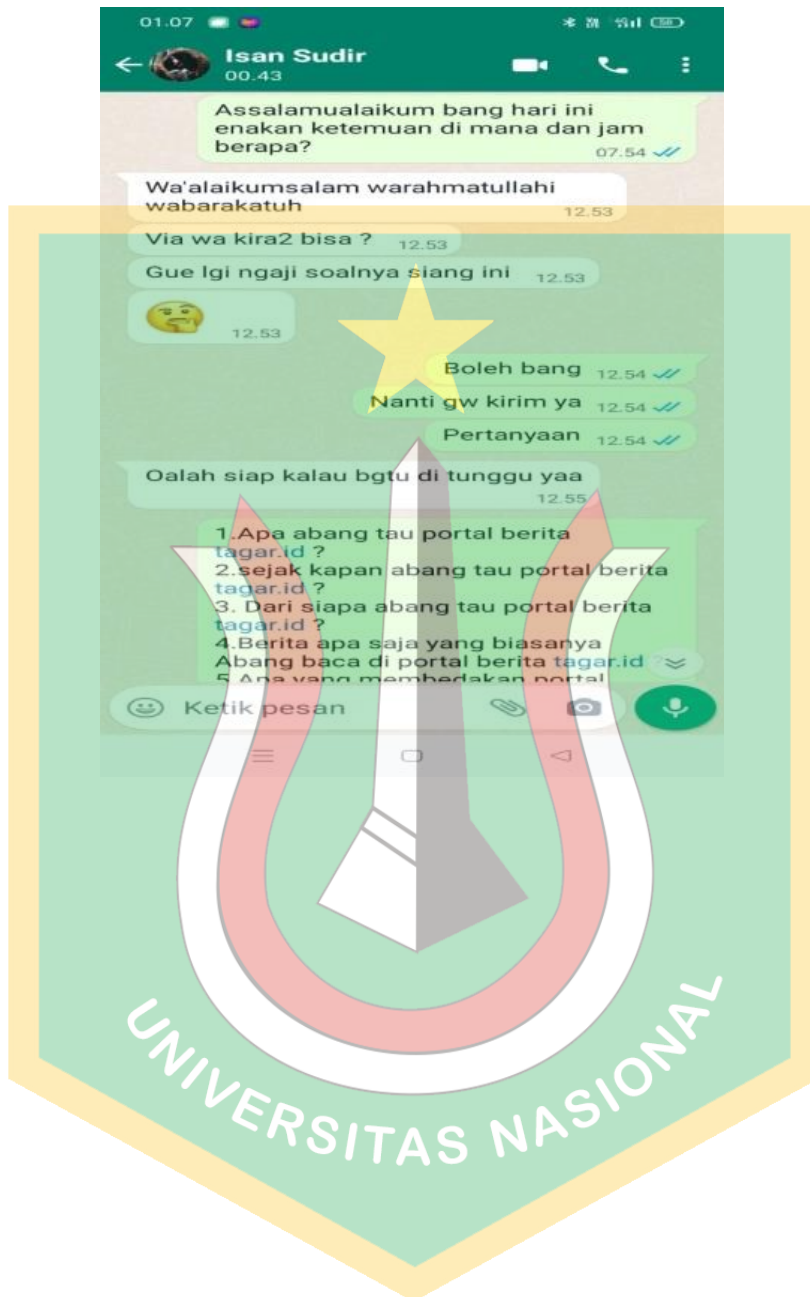 01.07
Isan Sudir
00.43
Assalamualaikum bang hari ini
enakan ketemuan di mana dan jam
berapa?
07.54
Wa'alaikumsalam warahmatullahi
wabarakatuh
12.53
Via wa kira2 bisa ? 12.53
Gue lgi ngaji soalnya siang ini 12.53
12.53
Boleh bang 12.54
Nanti gw kirim ya 12.54
Pertanyaan 12.54
Oalah siap kalau bgtu di tunggu yaa
12.55
1.Apa abang tau portal berita
tagar.id ?
2.sejak kapan abang tau portal berita
tagar.id ?
3. Dari siapa abang tau portal berita
tagar.id ?
4.Berita apa saja yang biasanya
Abang baca di portal berita tagar.id ?
5.Apa yang membedakan portal
Ketik pesan
UNIVERSITAS NASIONAL